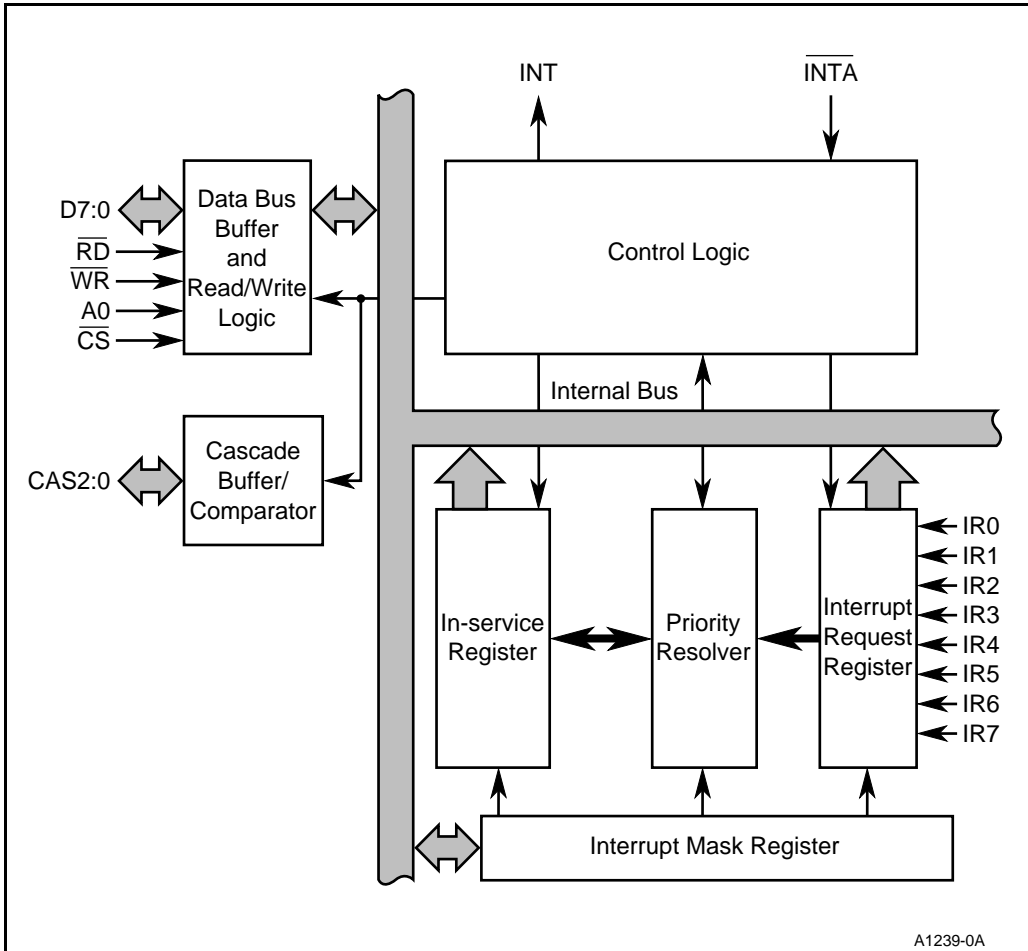 INT
INTA
D7:0
RD
WR
A0
CS
Data Bus
Buffer
and
Read/Write
Logic
Control Logic
Internal Bus
CAS2:0
Cascade
Buffer/
Comparator
In-service
Register
Priority
Resolver
Interrupt
Request
Register
IR0
IR1
IR2
IR3
IR4
IR5
IR6
IR7
Interrupt Mask Register
A1239-0A